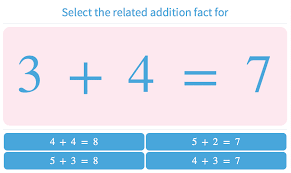 Select the related addition fact for
3 + 4 = 7
4 + 4 = 8
5 + 2 = 7
5 + 3 = 8
4 + 3 = 7